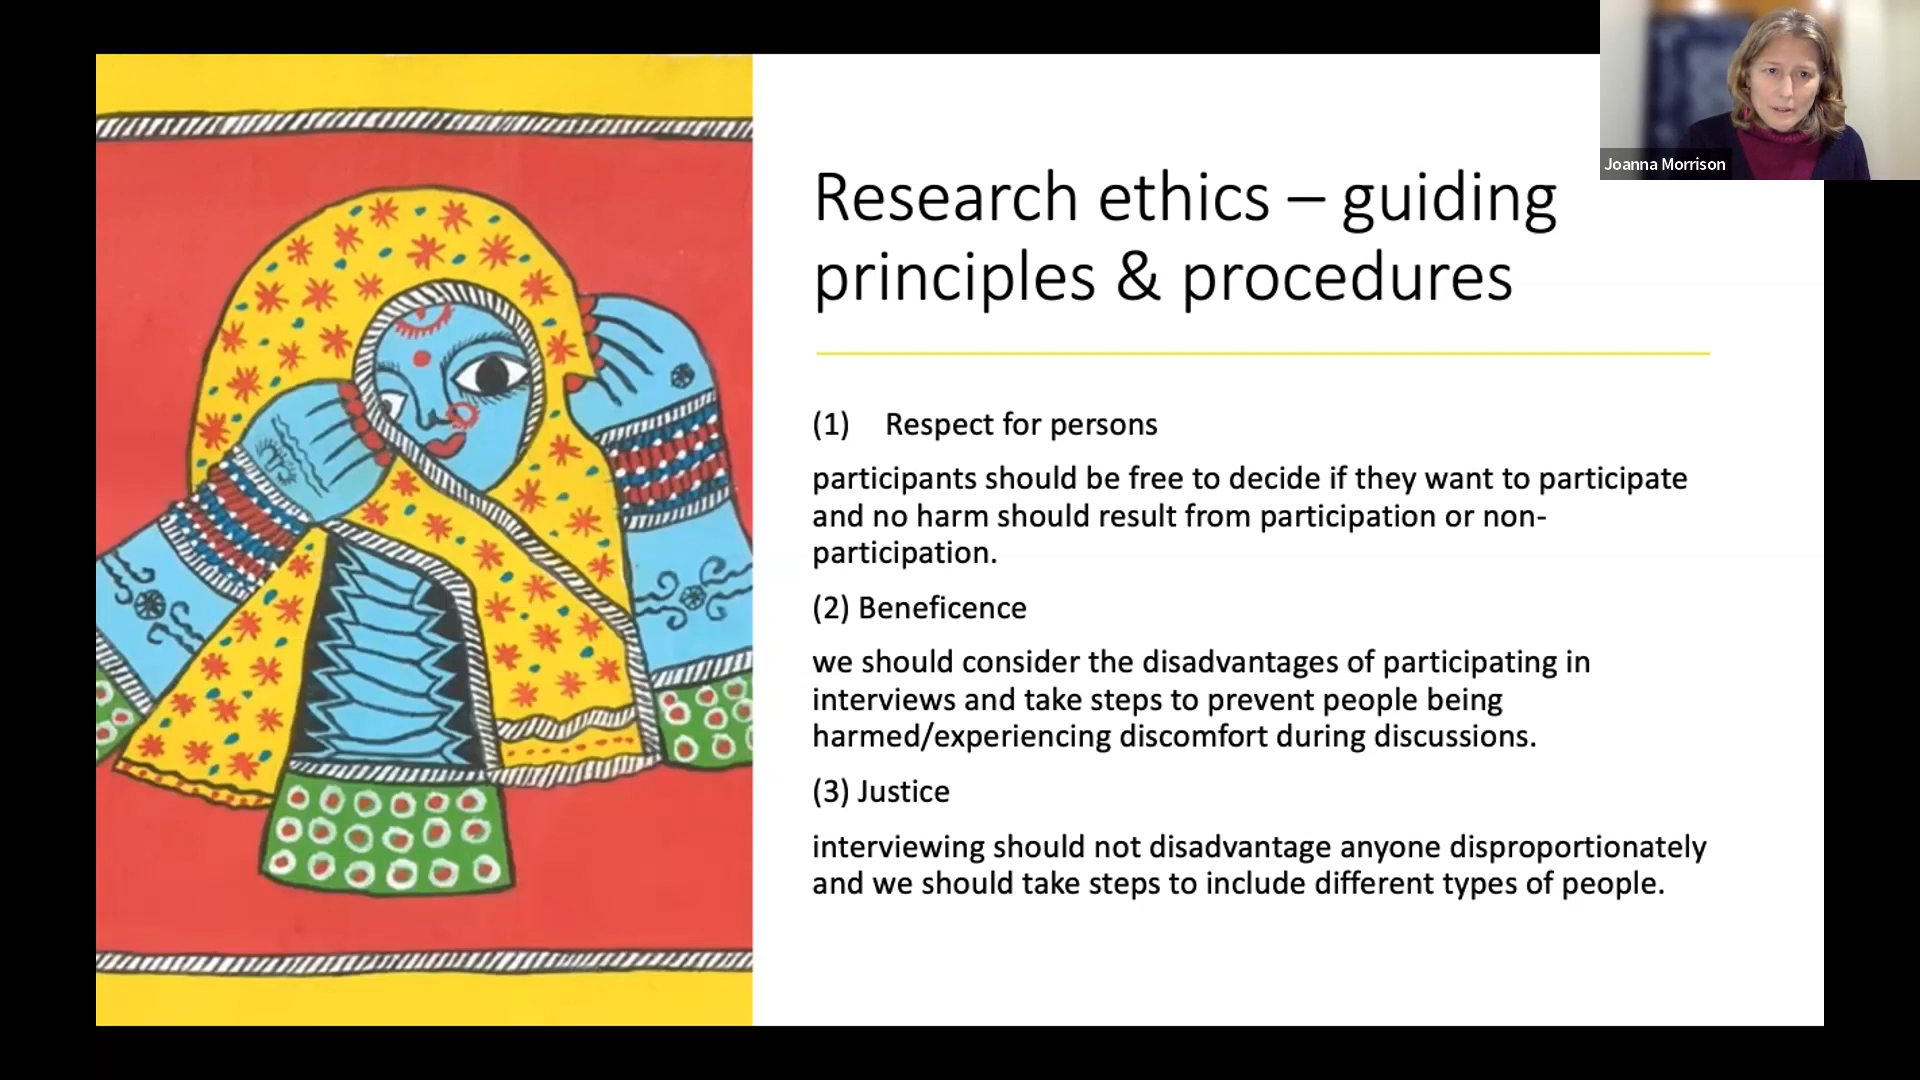 Joanna Morrison
Research ethics – guiding
principles & procedures
(1) Respect for persons
participants should be free to decide if they want to participate
and no harm should result from participation or non-
participation.
(2) Beneficence
we should consider the disadvantages of participating in
interviews and take steps to prevent people being
harmed/experiencing discomfort during discussions.
(3) Justice
interviewing should not disadvantage anyone disproportionately
and we should take steps to include different types of people.